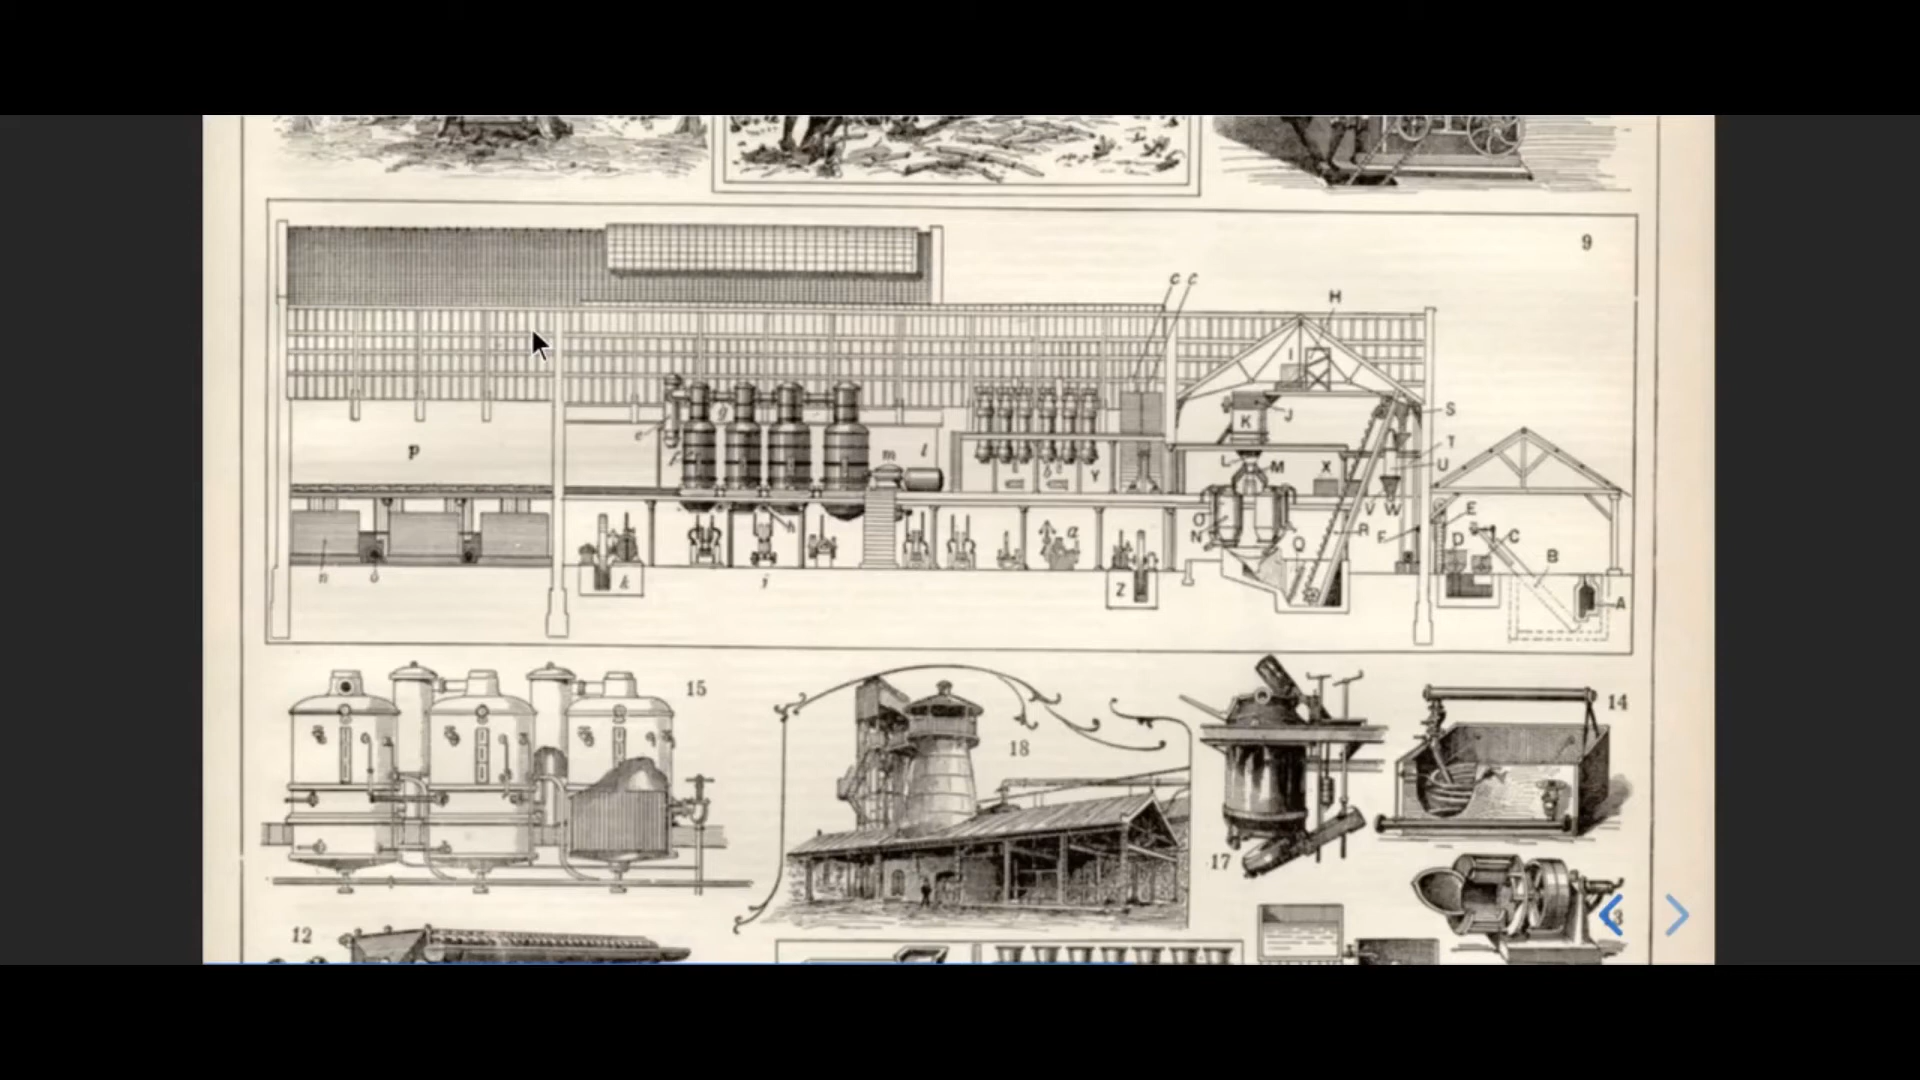 9
c c
H
I
S
J
K
g
T
p
e
l
m
L
M
X
U
f
Y
V W
O
E
N
R
F
D
C
a
h
Q
B
n
o
k
j
Z
A
15
14
18
17
12